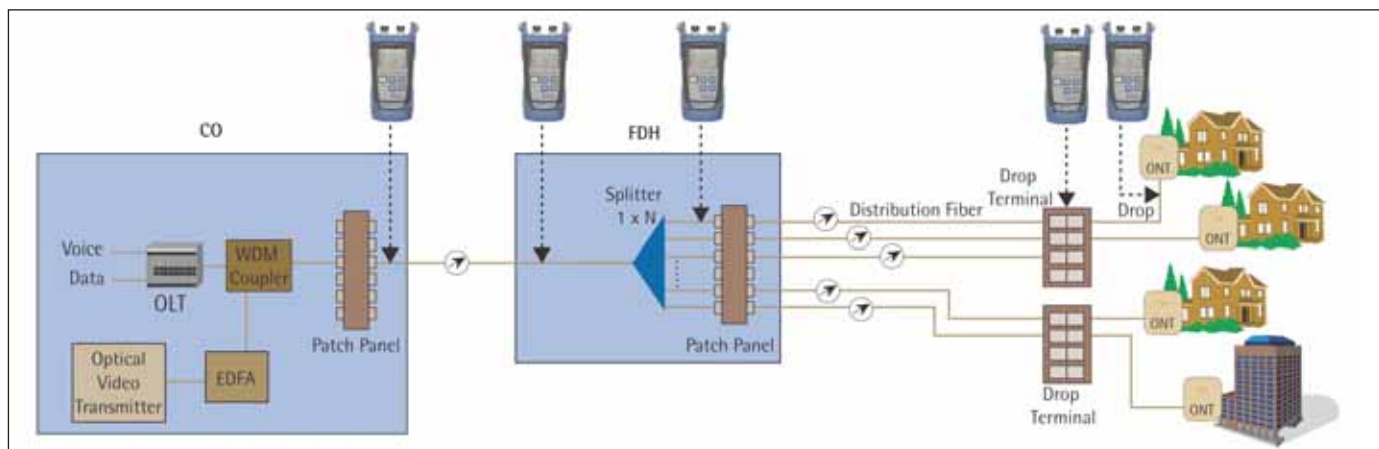 CO
FDH
Voice
Data
OLT
WDM
Coupler
EDFA
Optical
Video
Transmitter
Patch Panel
Splitter
1 x N
Patch Panel
Distribution Fiber
Drop
Terminal
Drop
Terminal
Drop
ONT
ONT
ONT
ONT